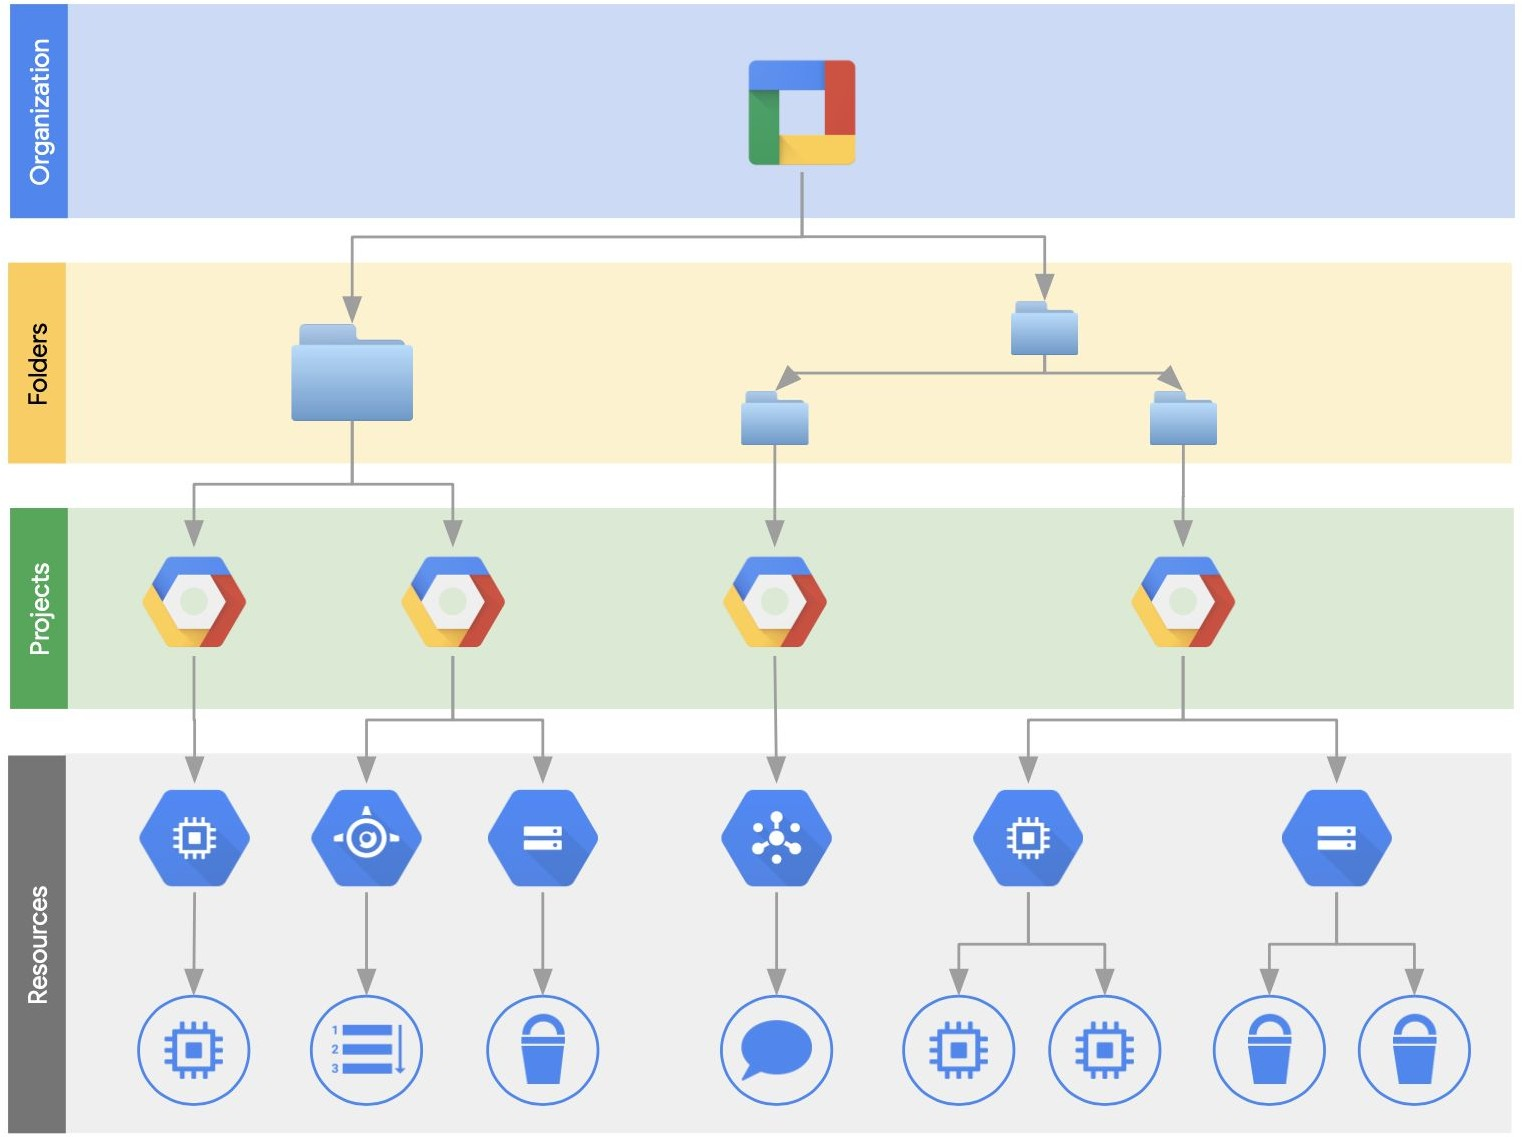 Organization
Folders
Projects
Resources
1
2
3